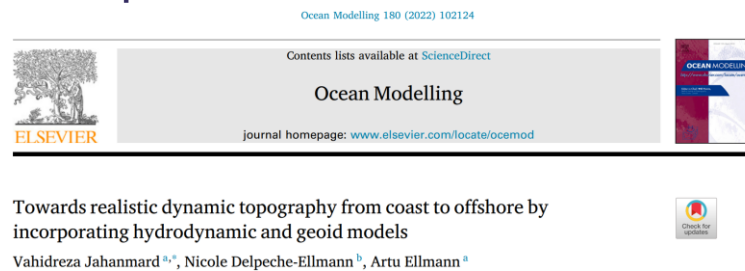 Ocean Modelling 180 (2022) 102124
Contents lists available at ScienceDirect
Ocean Modelling
journal homepage: www.elsevier.com/locate/ocemod
ELSEVIER
OCEAN MODELLING
Towards realistic dynamic topography from coast to offshore by
incorporating hydrodynamic and geoid models
Check for
updates
Vahidreza Jahanmard a,*, Nicole Delpeche-Ellmann b, Artu Ellmann a